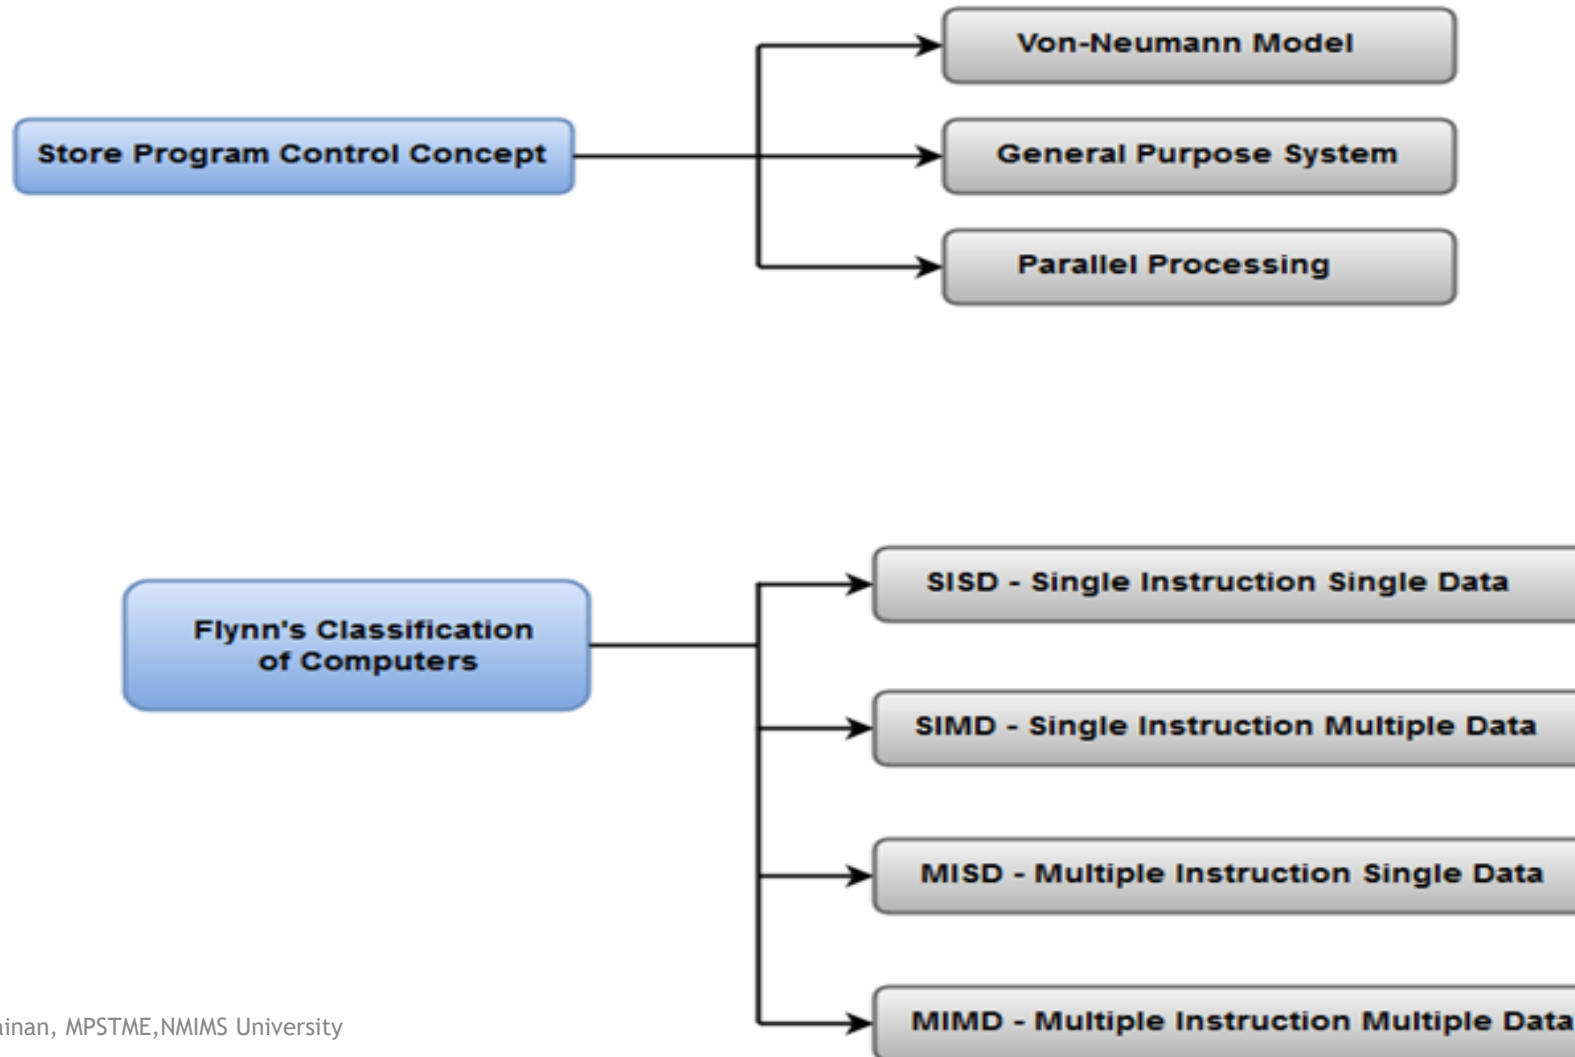 Von-Neumann Model
Store Program Control Concept
General Purpose System
Parallel Processing
SISD - Single Instruction Single Data
Flynn's Classification
of Computers
SIMD - Single Instruction Multiple Data
MISD - Multiple Instruction Single Data
MIMD - Multiple Instruction Multiple Data
MPSTME,NMIMS University